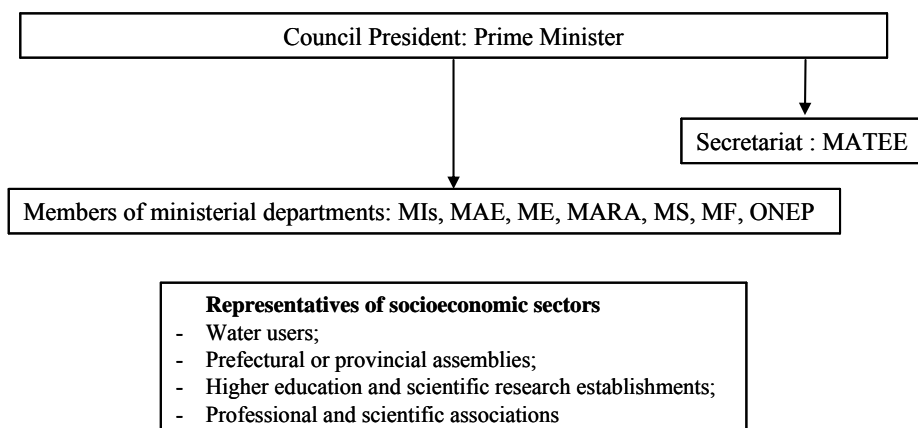 Council President: Prime Minister
Secretariat : MATEE
Members of ministerial departments: MIs, MAE, ME, MARA, MS, MF, ONEP
Representatives of socioeconomic sectors
- Water users;
- Prefectural or provincial assemblies;
- Higher education and scientific research establishments;
- Professional and scientific associations